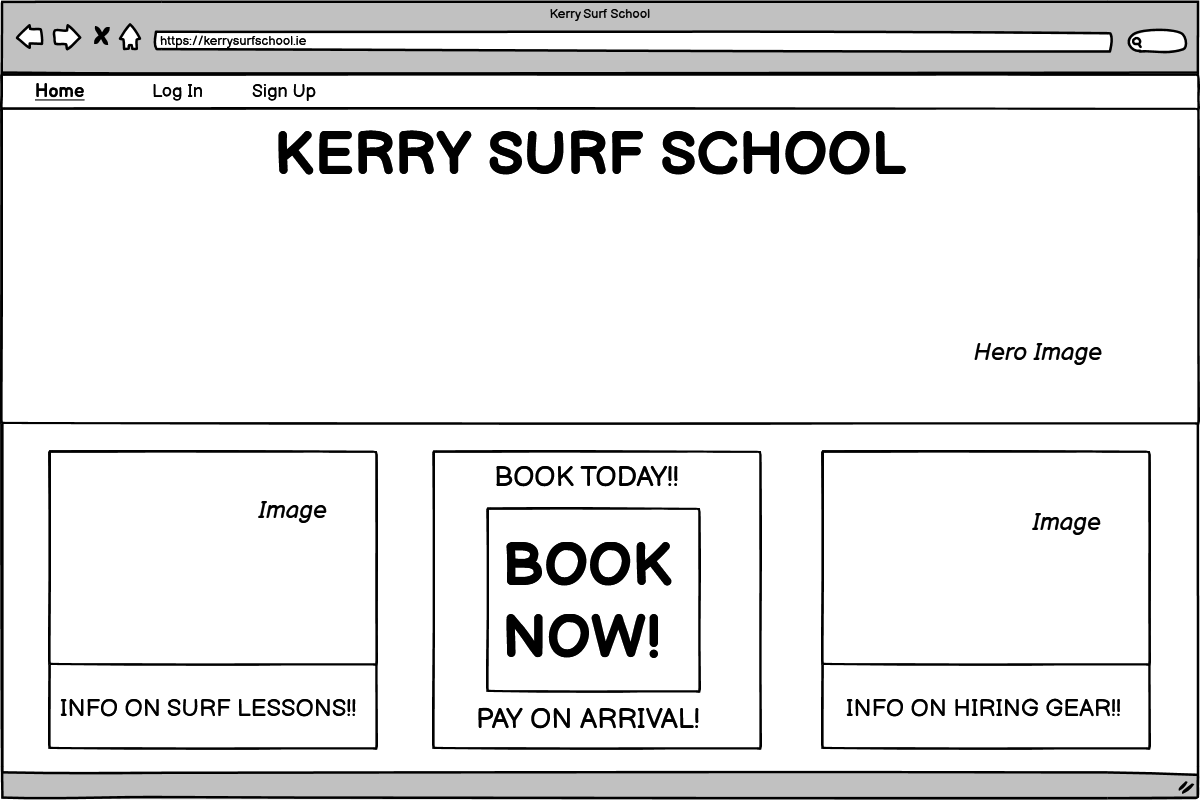 Kerry Surf School
https://kerrysurfschool.ie
Home Log In Sign Up
KERRY SURF SCHOOL
Hero Image
Image
INFO ON SURF LESSONS!!
BOOK TODAY!!
BOOK
NOW!
PAY ON ARRIVAL!
Image
INFO ON HIRING GEAR!!